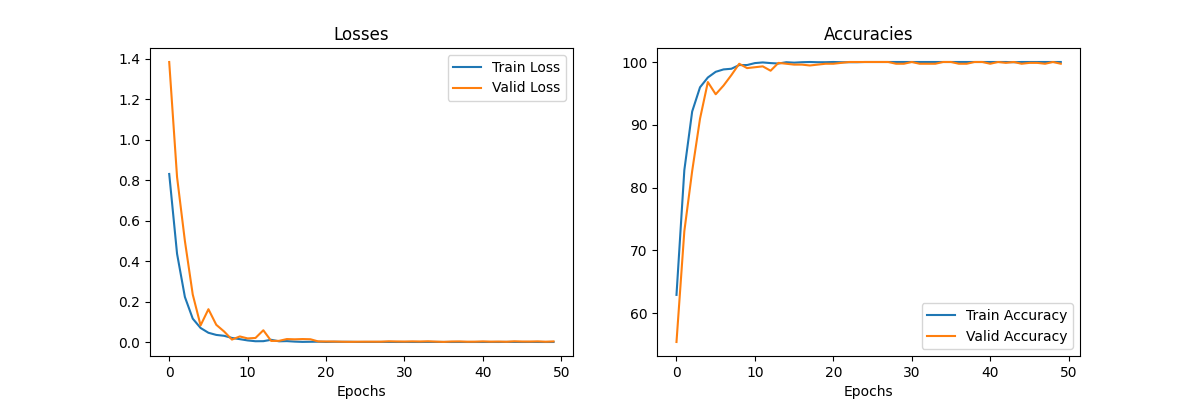 Losses
1.4
1.2
1.0
0.8
0.6
0.4
0.2
0.0
0 10 20 30 40 50
Epochs
Train Loss
Valid Loss
Accuracies
100
90
80
70
60
0 10 20 30 40 50
Epochs
Train Accuracy
Valid Accuracy